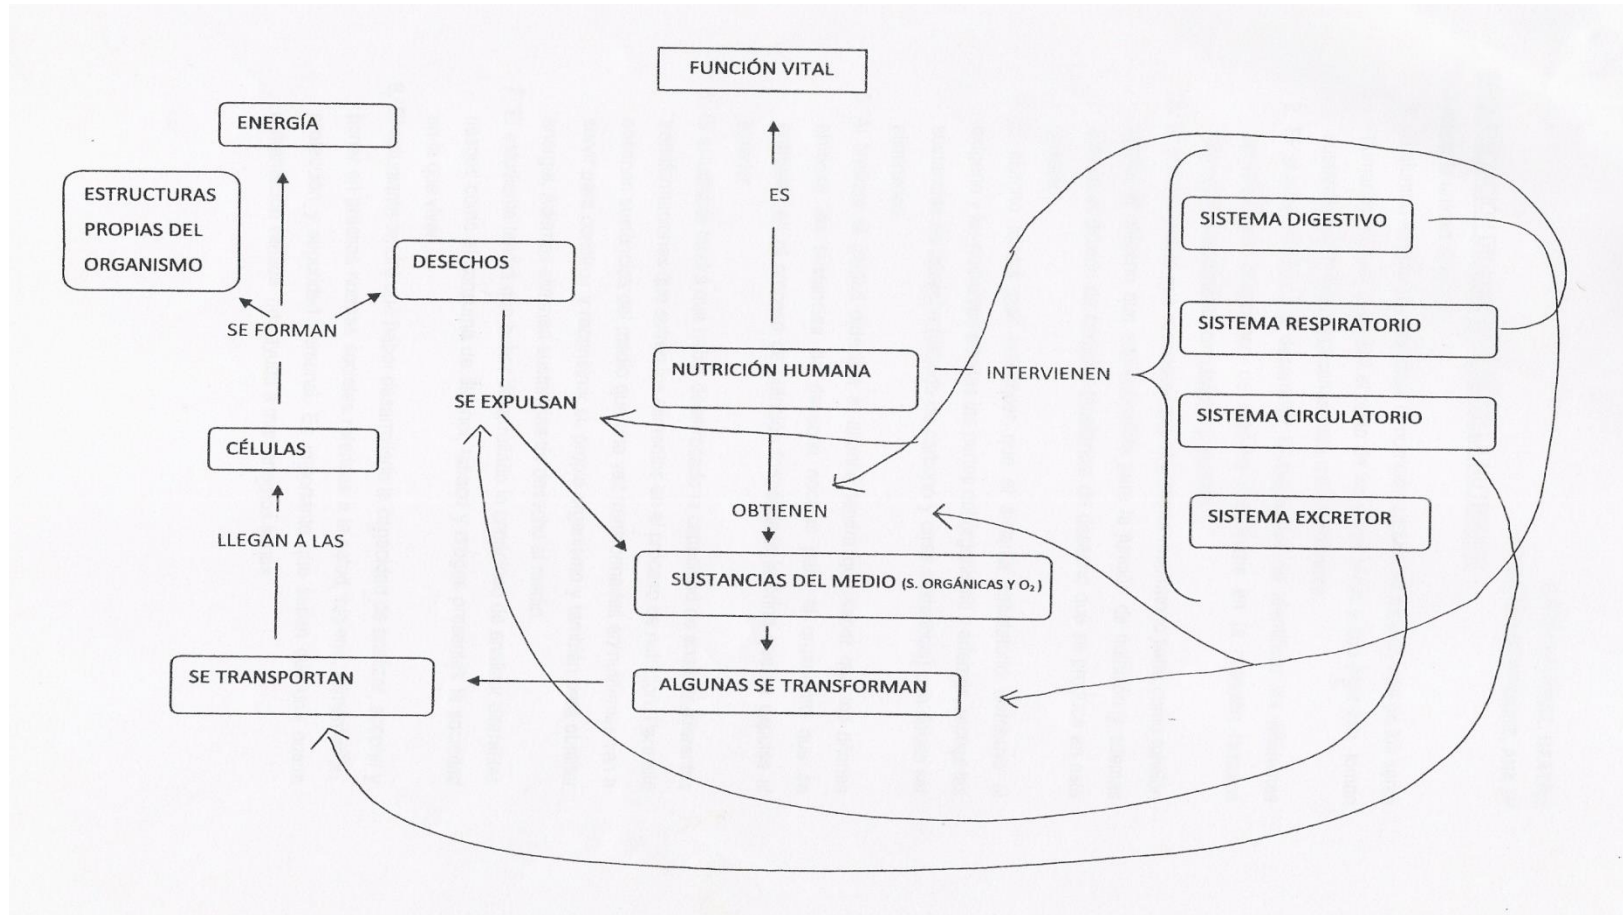 FUNCIÓN VITAL
ENERGÍA
ES
ESTRUCTURAS
PROPIAS DEL
ORGANISMO
DESECHOS
SISTEMA DIGESTIVO
SE FORMAN
SISTEMA RESPIRATORIO
NUTRICIÓN HUMANA
INTERVIENEN
SE EXPULSAN
SISTEMA CIRCULATORIO
CÉLULAS
OBTIENEN
SISTEMA EXCRETOR
LLEGAN A LAS
SUSTANCIAS DEL MEDIO (S. ORGÁNICAS Y O₂)
SE TRANSPORTAN
ALGUNAS SE TRANSFORMAN